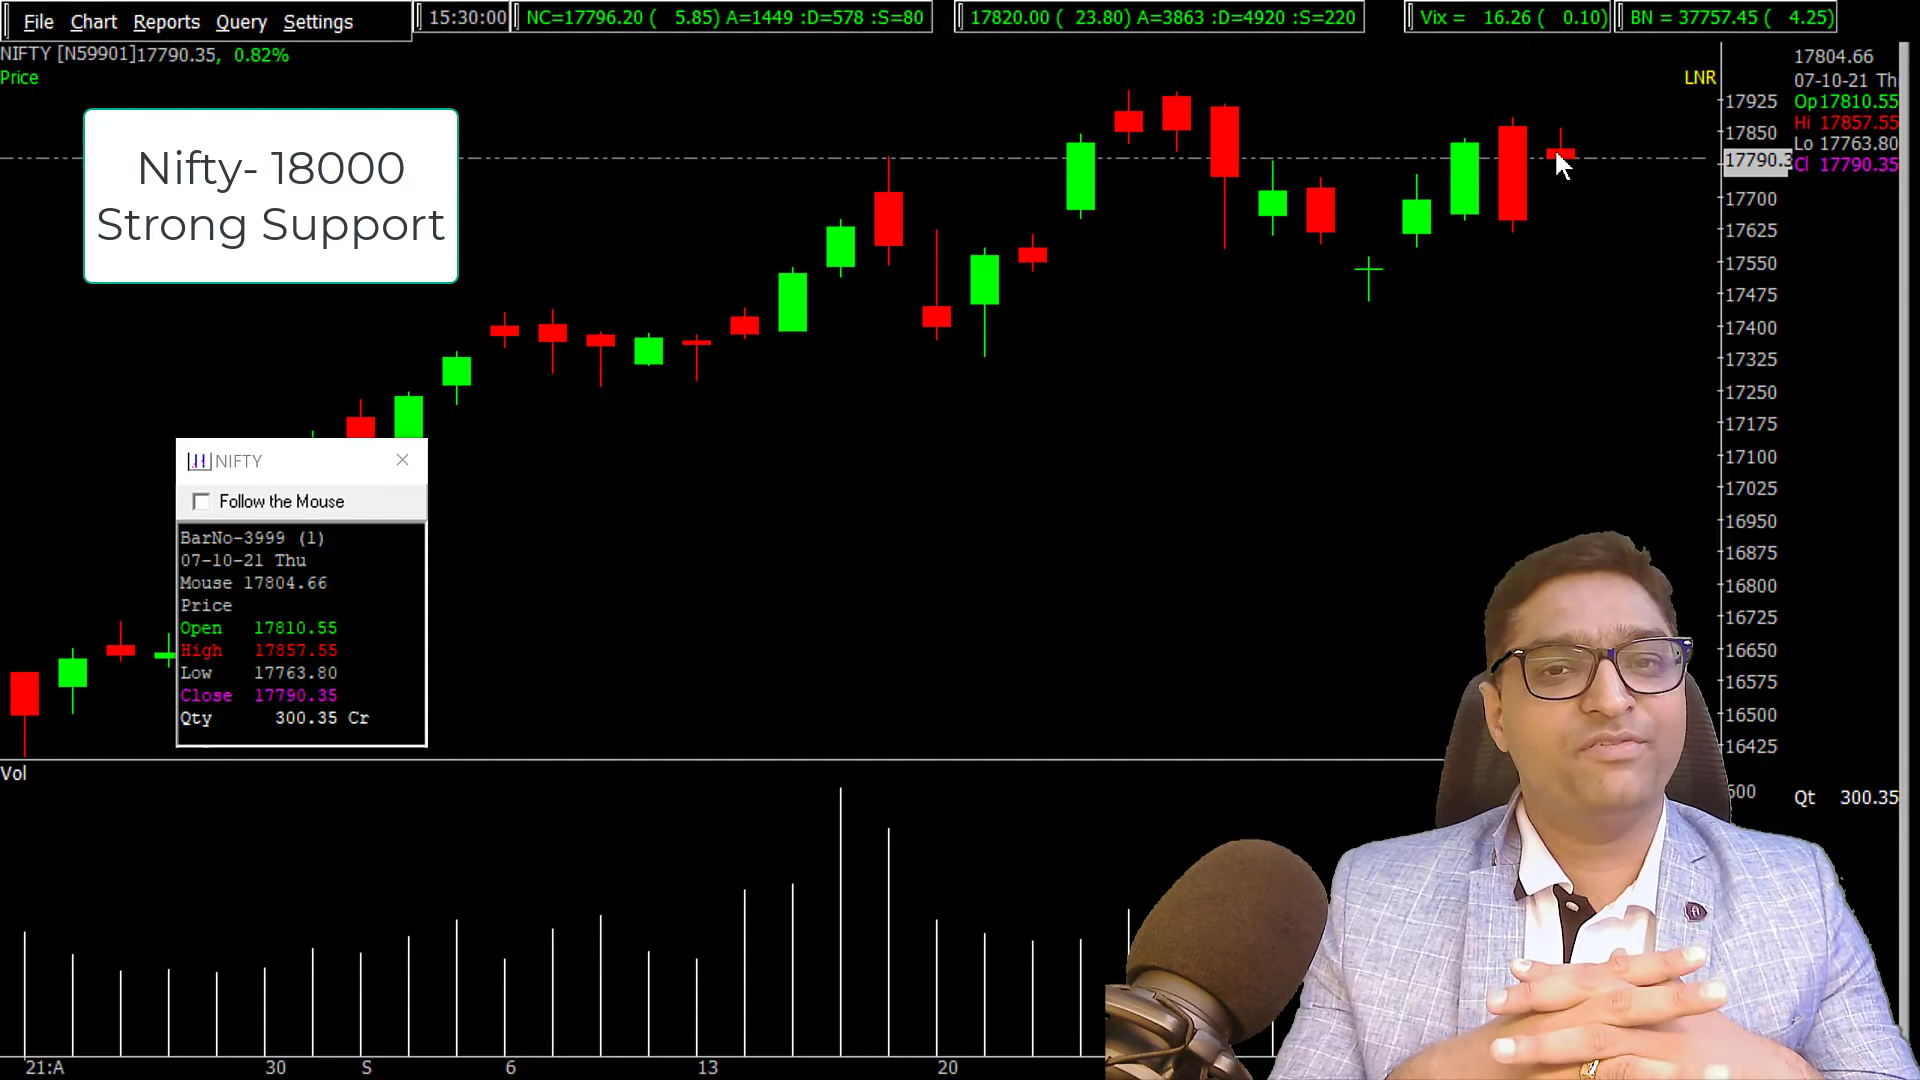 File Chart Reports Query Settings
15:30:00
NC=17796.20 ( 5.85) A=1449 :D=578 :S=80
17820.00 ( 23.80) A=3863 :D=4920 :S=220
Vix = 16.26 ( 0.10)
BN = 37757.45 ( 4.25)
NIFTY [N59901]17790.35, 0.82%
Price
LNR
17804.66
07-10-21 Thu
Op17810.55
Hi 17857.55
Lo 17763.80
Cl 17790.35
Nifty- 18000
Strong Support
17925
17850
17790.3
17700
17625
17550
17475
17400
17325
17250
17175
17100
17025
16950
16875
16800
16725
16650
16575
16500
16425
NIFTY
Follow the Mouse
BarNo-3999 (1)
07-10-21 Thu
Mouse 17804.66
Price
Open 17810.55
High 17857.55
Low 17763.80
Close 17790.35
Qty 300.35 Cr
Vol
Qt 300.35
21:A 30 S 6 13 20